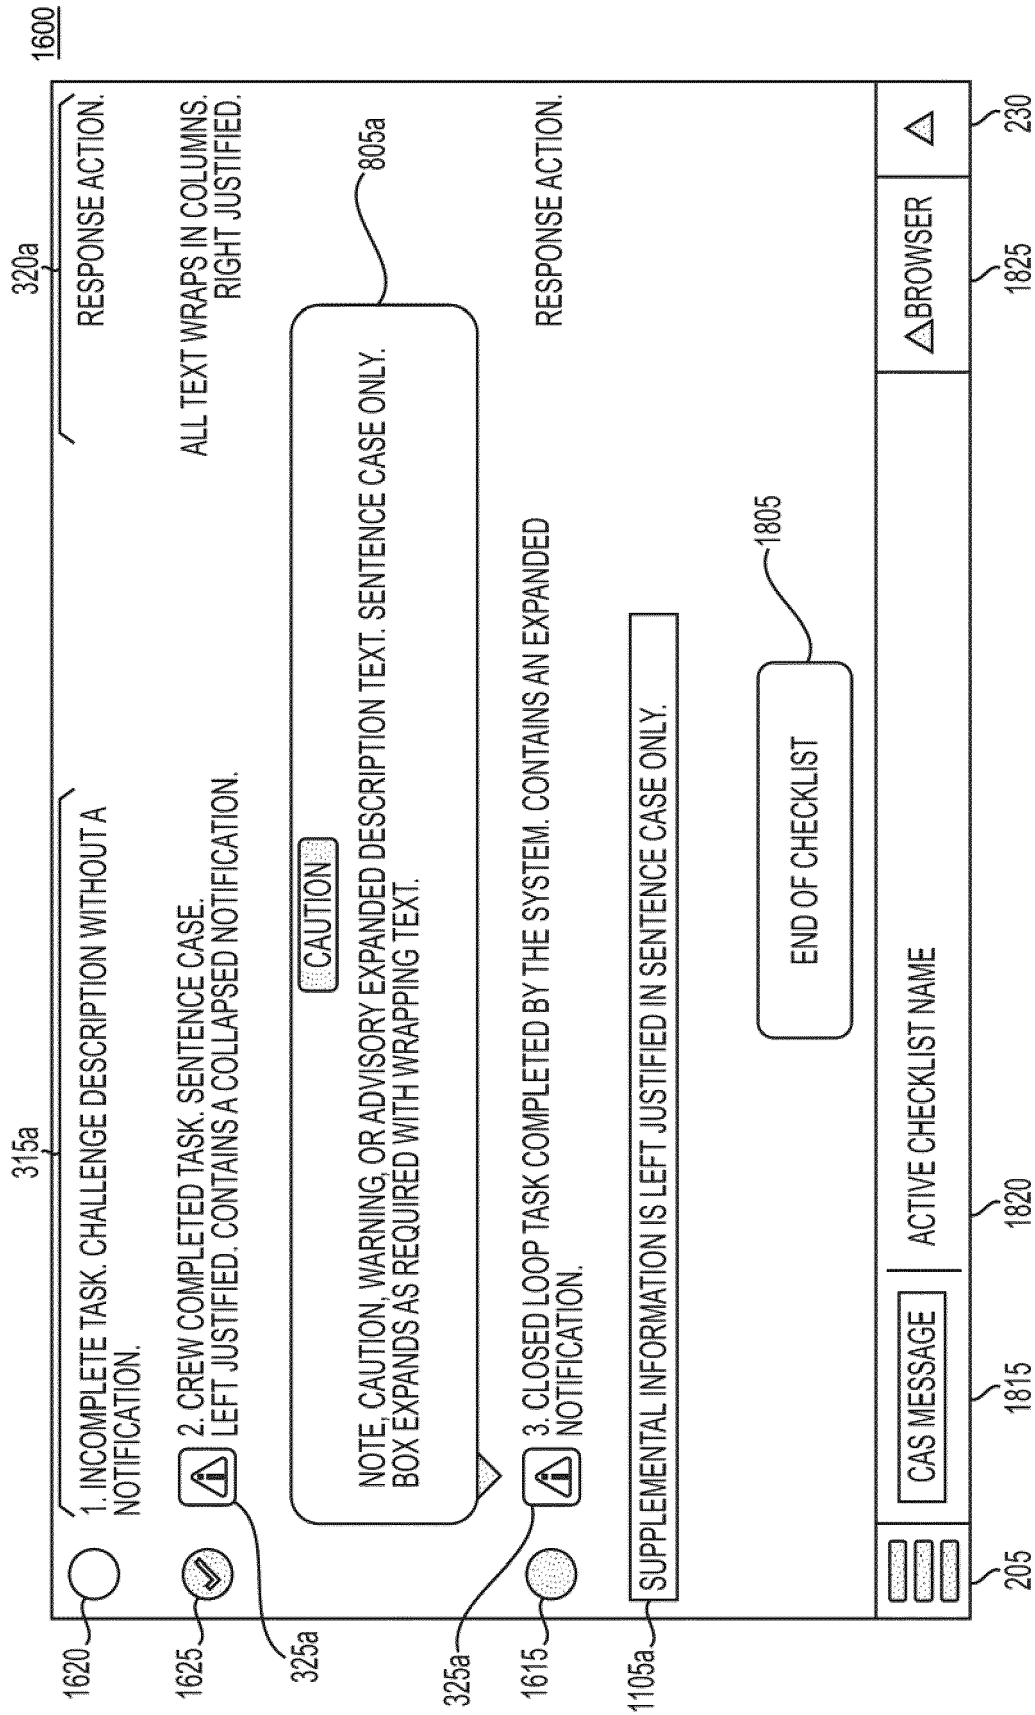 1600
315a
320a
1620
1. INCOMPLETE TASK. CHALLENGE DESCRIPTION WITHOUT A
NOTIFICATION.
RESPONSE ACTION.
1625
2. CREW COMPLETED TASK. SENTENCE CASE.
LEFT JUSTIFIED. CONTAINS A COLLAPSED NOTIFICATION.
ALL TEXT WRAPS IN COLUMNS.
RIGHT JUSTIFIED.
325a
CAUTION
NOTE, CAUTION, WARNING, OR ADVISORY EXPANDED DESCRIPTION TEXT. SENTENCE CASE ONLY.
BOX EXPANDS AS REQUIRED WITH WRAPPING TEXT.
805a
325a
1615
3. CLOSED LOOP TASK COMPLETED BY THE SYSTEM. CONTAINS AN EXPANDED
NOTIFICATION.
RESPONSE ACTION.
1105a
SUPPLEMENTAL INFORMATION IS LEFT JUSTIFIED IN SENTENCE CASE ONLY.
1805
END OF CHECKLIST
CAS MESSAGE
ACTIVE CHECKLIST NAME
BROWSER
205
1815
1820
1825
230